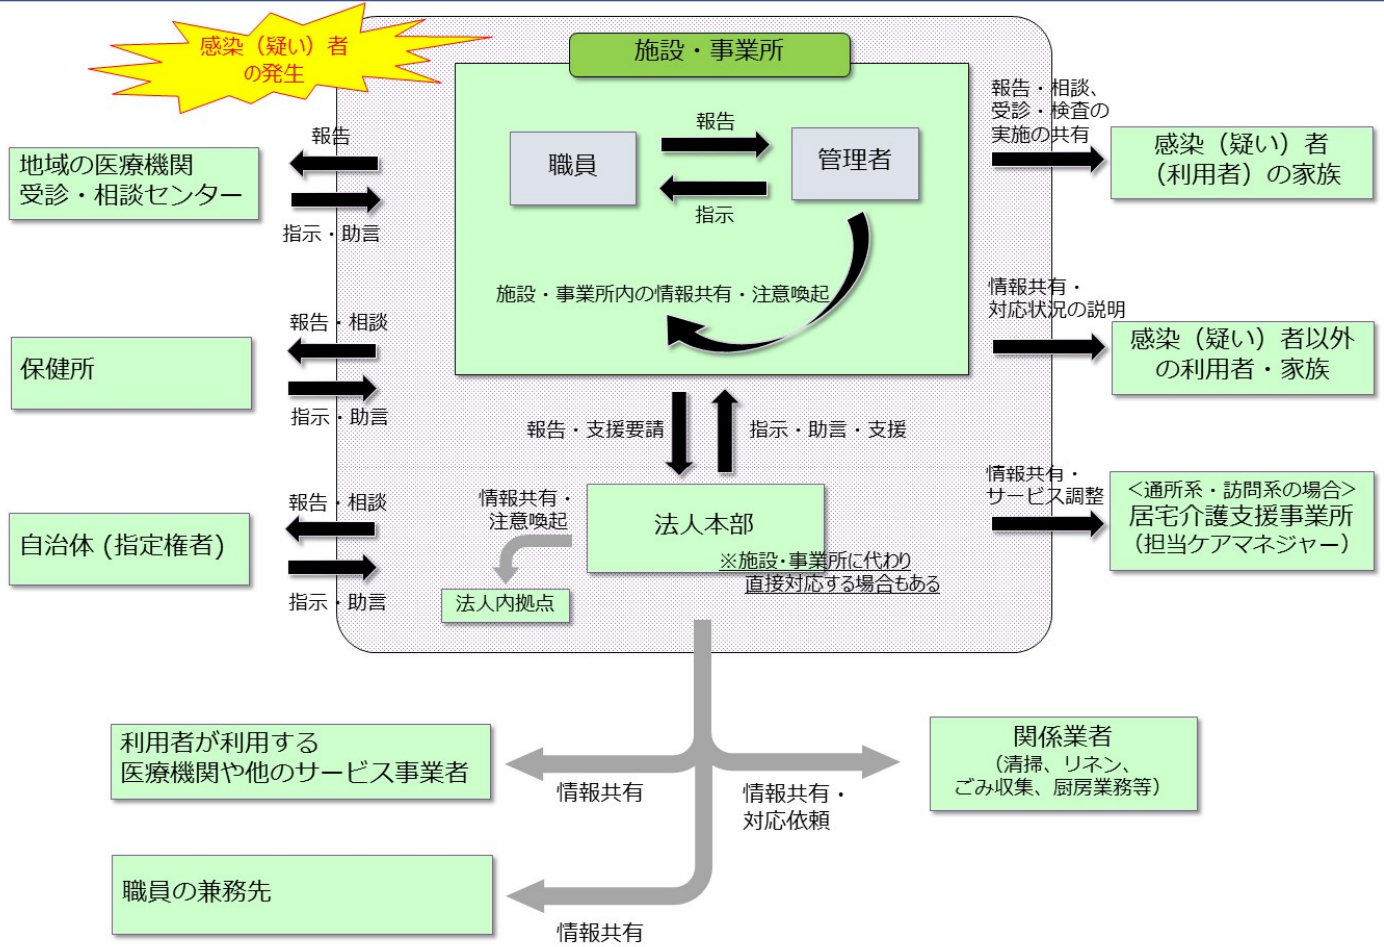 感染（疑い）者
の発生
施設・事業所
報告
地域の医療機関
受診・相談センター
指示・助言
職員
報告
指示
管理者
施設・事業所内の情報共有・注意喚起
報告・相談、
受診・検査の
実施の共有
感染（疑い）者
（利用者）の家族
報告・相談
保健所
指示・助言
情報共有・
対応状況の説明
感染（疑い）者以外
の利用者・家族
報告・支援要請
指示・助言・支援
報告・相談
自治体 (指定権者)
指示・助言
情報共有・
注意喚起
法人本部
※施設・事業所に代わり
直接対応する場合もある
法人内拠点
情報共有・
サービス調整
＜通所系・訪問系の場合＞
居宅介護支援事業所
（担当ケアマネジャー）
利用者が利用する
医療機関や他のサービス事業者
情報共有
情報共有・
対応依頼
関係業者
（清掃、リネン、
ごみ収集、厨房業務等）
職員の兼務先
情報共有